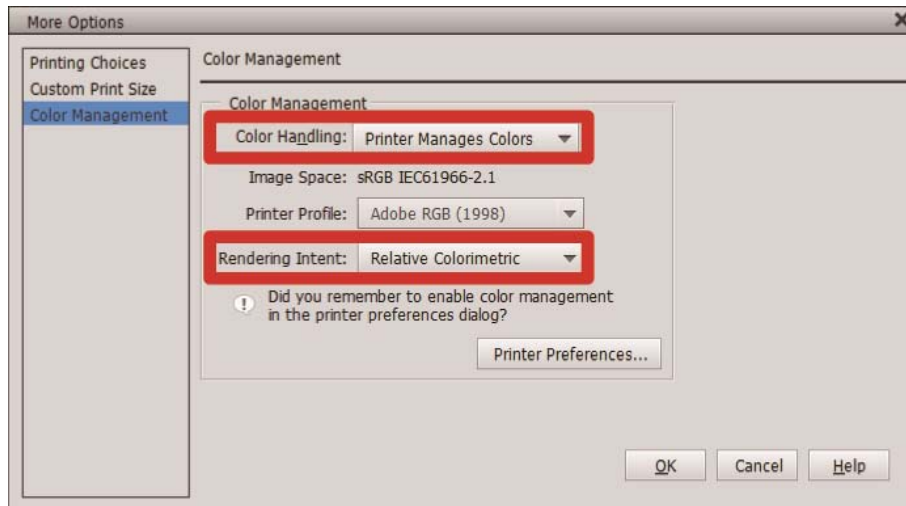 More Options
Printing Choices
Custom Print Size
Color Management
Color Management
Color Management
Color Handling: Printer Manages Colors
Image Space: sRGB IEC61966-2.1
Printer Profile: Adobe RGB (1998)
Rendering Intent: Relative Colorimetric
Did you remember to enable color management
in the printer preferences dialog?
Printer Preferences...
OK Cancel Help